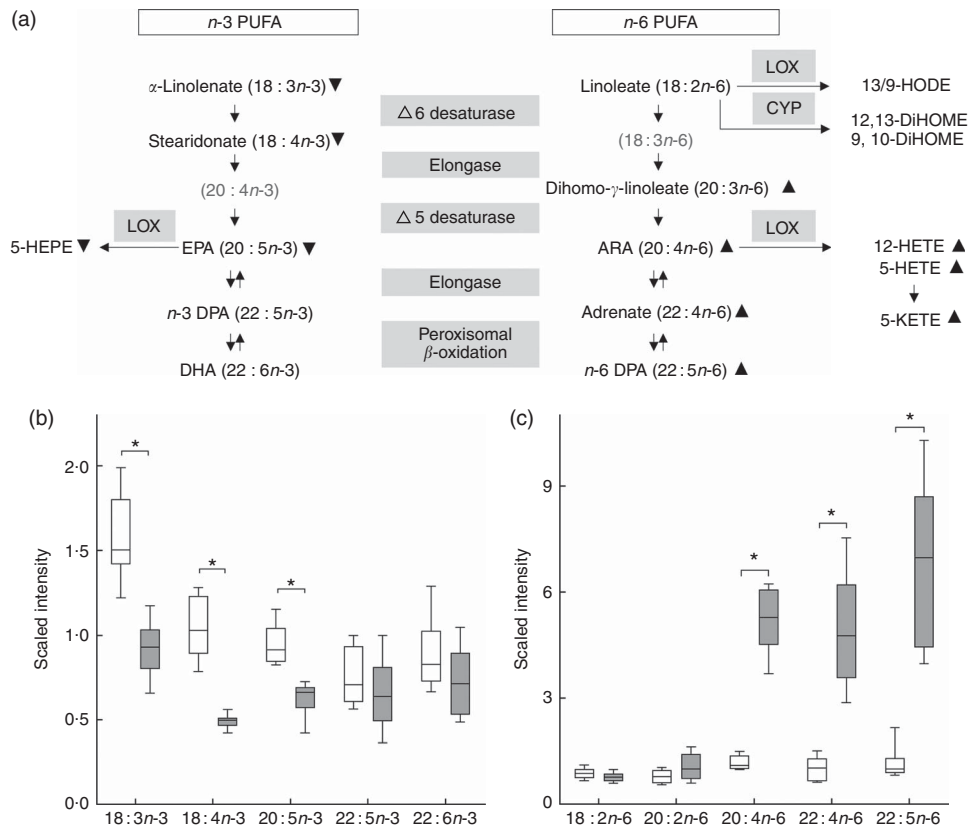 (a)
n-3 PUFA
n-6 PUFA
α-Linolenate (18 : 3n-3) ▼
Stearidonate (18 : 4n-3) ▼
(20 : 4n-3)
LOX
5-HEPE ▼
EPA (20 : 5n-3) ▼
n-3 DPA (22 : 5n-3)
DHA (22 : 6n-3)
△6 desaturase
Elongase
△5 desaturase
Elongase
Peroxisomal
β-oxidation
Linoleate (18 : 2n-6)
LOX
13/9-HODE
CYP
12,13-DiHOME
9, 10-DiHOME
(18 : 3n-6)
Dihomo-γ-linoleate (20 : 3n-6) ▲
ARA (20 : 4n-6) ▲
LOX
12-HETE ▲
5-HETE ▲
5-KETE ▲
Adrenate (22 : 4n-6) ▲
n-6 DPA (22 : 5n-6) ▲
(b)
Scaled intensity
2·0
1·5
1·0
0·5
0·0
*
*
*
18 : 3n-3 18 : 4n-3 20 : 5n-3 22 : 5n-3 22 : 6n-3
(c)
Scaled intensity
9
6
3
0
*
*
*
18 : 2n-6 20 : 2n-6 20 : 4n-6 22 : 4n-6 22 : 5n-6